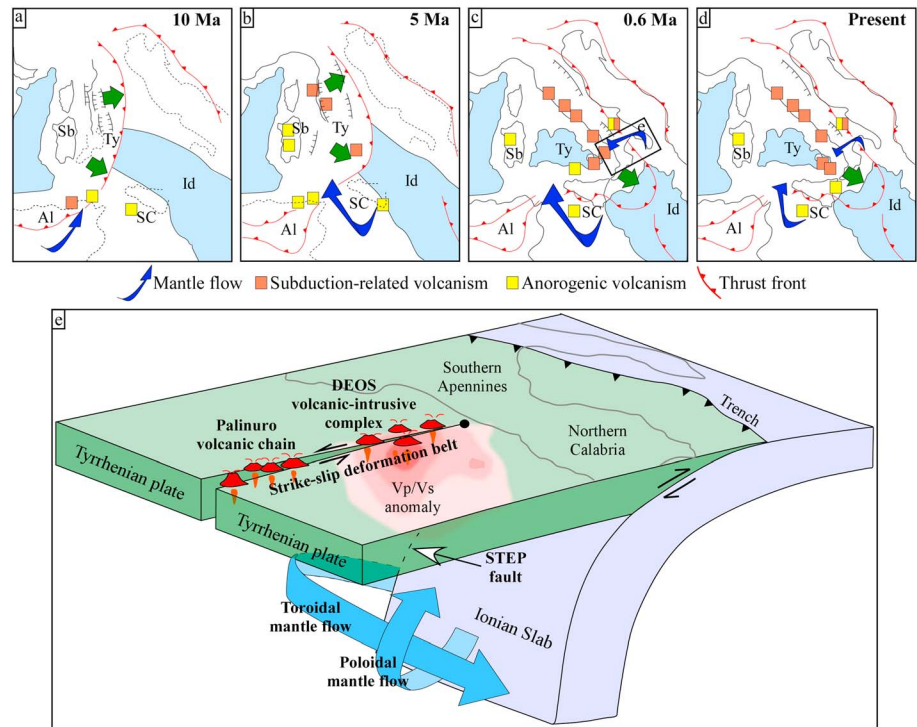 a
10 Ma
Sb
Ty
Id
Al
SC
b
5 Ma
Sb
Ty
Id
SC
Al
c
0.6 Ma
e
Sb
Ty
SC
Id
Al
d
Present
Sb
Ty
SC
Id
Al
Mantle flow
Subduction-related volcanism
Anorogenic volcanism
Thrust front
e
Southern
Apennines
DEOS
volcanic-intrusive
complex
Trench
Palinuro
volcanic chain
Northern
Calabria
Strike-slip deformation belt
Tyrrhenian plate
Vp/Vs
anomaly
Tyrrhenian plate
STEP
fault
Toroidal
mantle flow
Ionian Slab
Poloidal
mantle flow